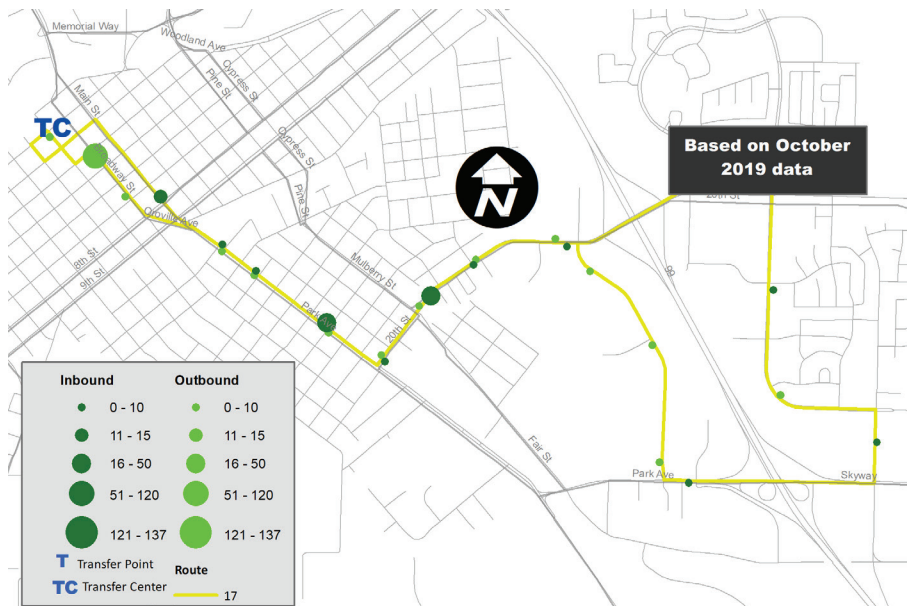 Memorial Way
Woodland Ave
Pine St
Cypress St
Main St
TC
Broadway St
Oroville Ave
8th St
9th St
Cypress St
Pine St
Mulberry St
N
Based on October
2019 data
20th St
99
Park Ave
20th St
Fair St
Park Ave
Skyway
Inbound
Outbound
0 - 10
0 - 10
11 - 15
11 - 15
16 - 50
16 - 50
51 - 120
51 - 120
121 - 137
121 - 137
T Transfer Point
Route
TC Transfer Center
17